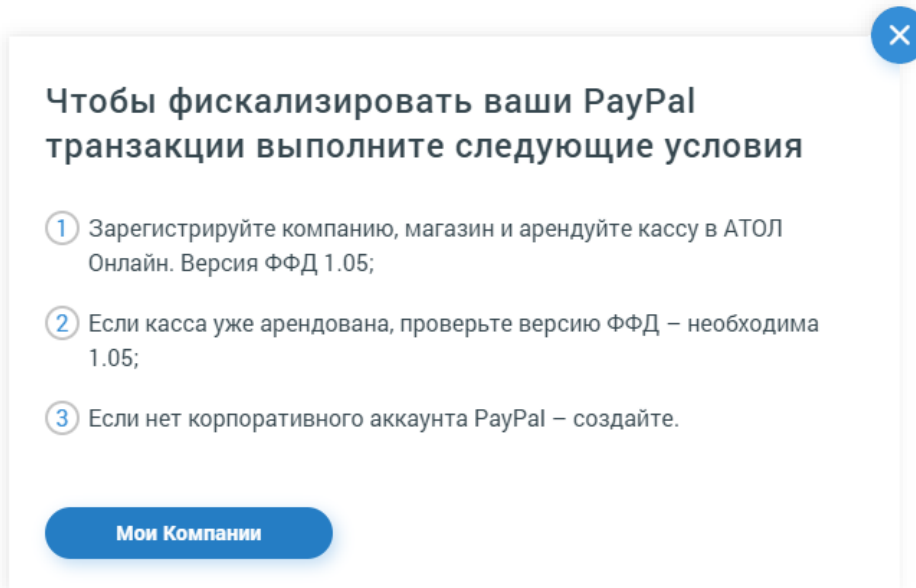 Чтобы фискализировать ваши PayPal
транзакции выполните следующие условия
1 Зарегистрируйте компанию, магазин и арендуйте кассу в АТОЛ
Онлайн. Версия ФФД 1.05;
2 Если касса уже арендована, проверьте версию ФФД – необходима
1.05;
3 Если нет корпоративного аккаунта PayPal – создайте.
Мои Компании